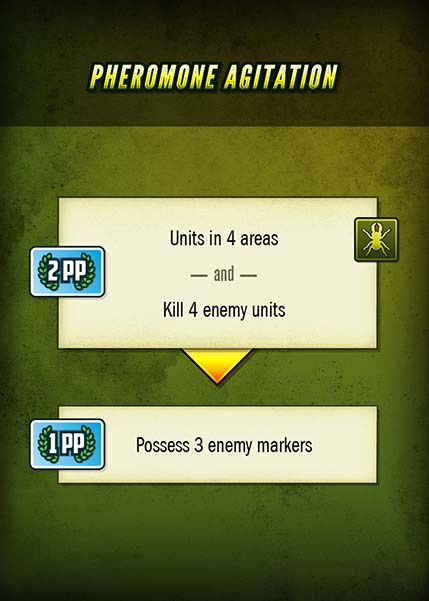 PHEROMONE AGITATION
Units in 4 areas
2 PP
— and —
Kill 4 enemy units
1 PP
Possess 3 enemy markers